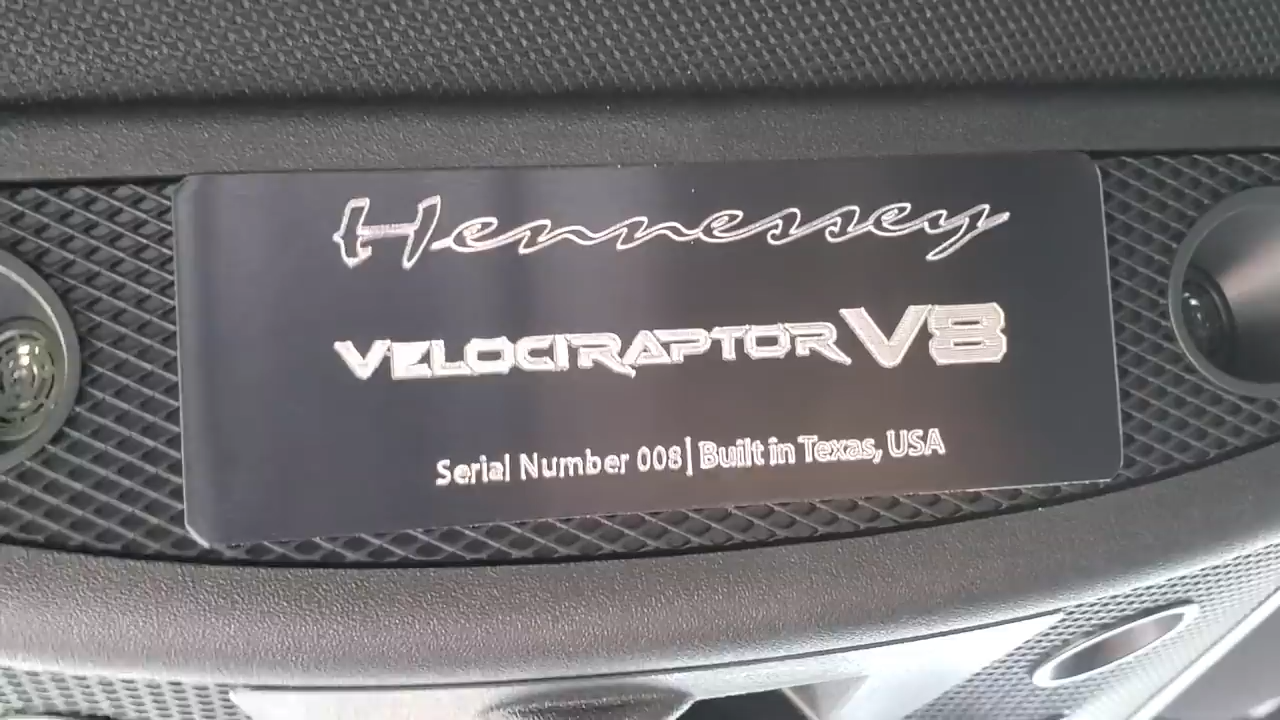 Hennessey
VELOCIRAPTOR V8
Serial Number 008 | Built in Texas, USA